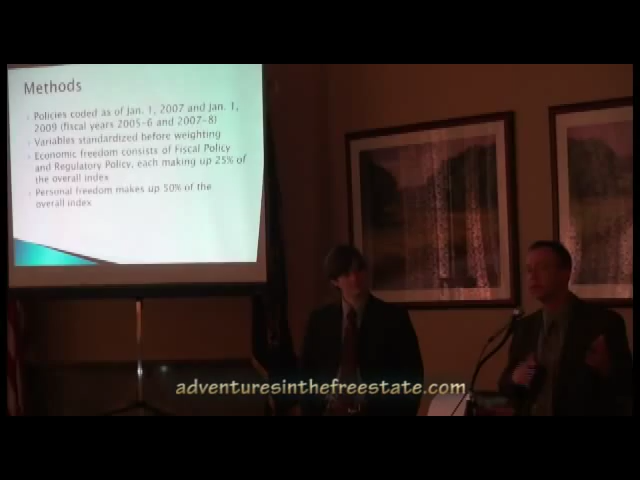 Methods
Policies coded as of Jan. 1, 2007 and Jan. 1,
2009 (fiscal years 2005-6 and 2007-8)
Variables standardized before weighting
Economic freedom consists of Fiscal Policy
and Regulatory Policy, each making up 25% of
the overall index
Personal freedom makes up 50% of the
overall index
adventuresinthefreestate.com